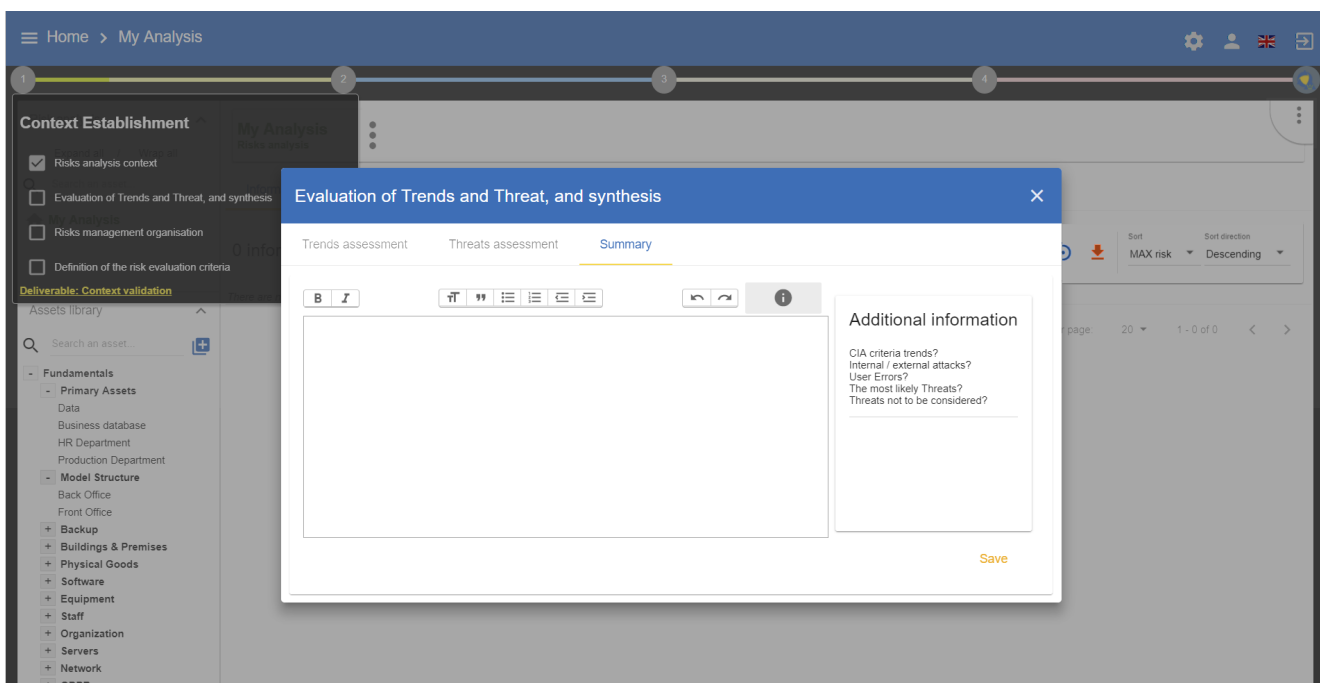 Home > My Analysis
1
2
3
4
Context Establishment
Risks analysis context
Evaluation of Trends and Threat, and synthesis
Risks management organisation
Definition of the risk evaluation criteria
Deliverable: Context validation
My Analysis
Risks analysis
My Analysis
0 infor
Sort
MAX risk
Sort direction
Descending
page:
20
1 - 0 of 0
Evaluation of Trends and Threat, and synthesis
Trends assessment
Threats assessment
Summary
B
I
Additional information
CIA criteria trends?
Internal / external attacks?
User Errors?
The most likely Threats?
Threats not to be considered?
Save
Assets library
Search an asset...
- Fundamentals
- Primary Assets
Data
Business database
HR Department
Production Department
- Model Structure
Back Office
Front Office
+ Backup
+ Buildings & Premises
+ Physical Goods
+ Software
+ Equipment
+ Staff
+ Organization
+ Servers
+ Network